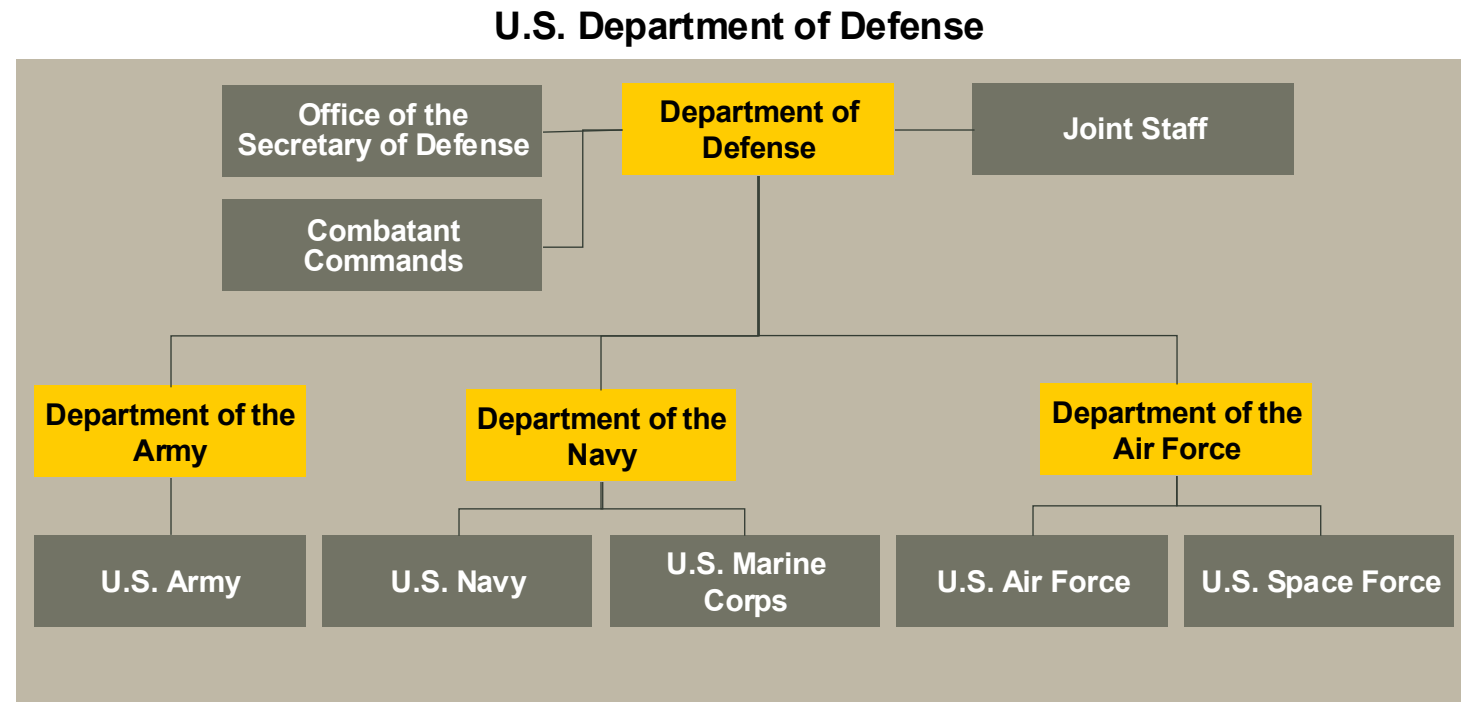 U.S. Department of Defense
Office of the
Secretary of Defense
Department of
Defense
Joint Staff
Combatant
Commands
Department of the
Army
Department of the
Navy
Department of the
Air Force
U.S. Army
U.S. Navy
U.S. Marine
Corps
U.S. Air Force
U.S. Space Force